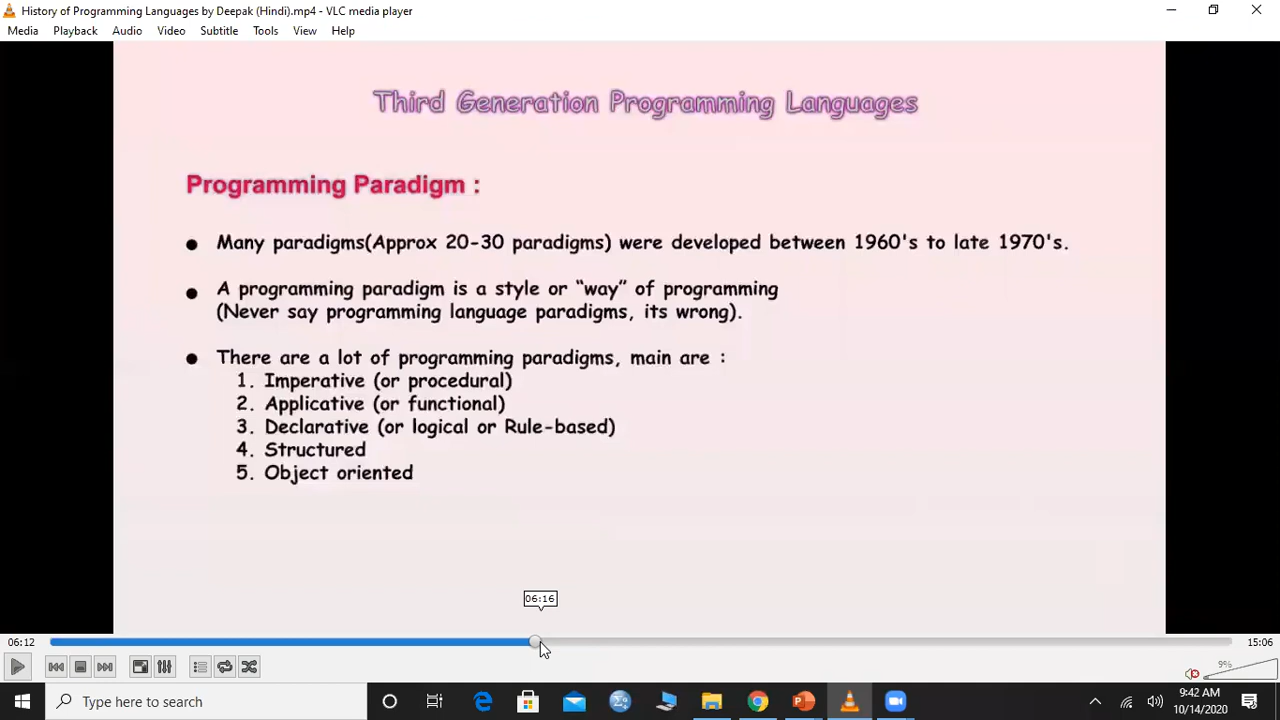 History of Programming Languages by Deepak (Hindi).mp4 - VLC media player
Media Playback Audio Video Subtitle Tools View Help
Third Generation Programming Languages
Programming Paradigm :
● Many paradigms(Approx 20-30 paradigms) were developed between 1960's to late 1970's.
● A programming paradigm is a style or “way” of programming
(Never say programming language paradigms, its wrong).
● There are a lot of programming paradigms, main are :
1. Imperative (or procedural)
2. Applicative (or functional)
3. Declarative (or logical or Rule-based)
4. Structured
5. Object oriented
06:16
06:12 15:06
9%
Type here to search
9:42 AM
10/14/2020